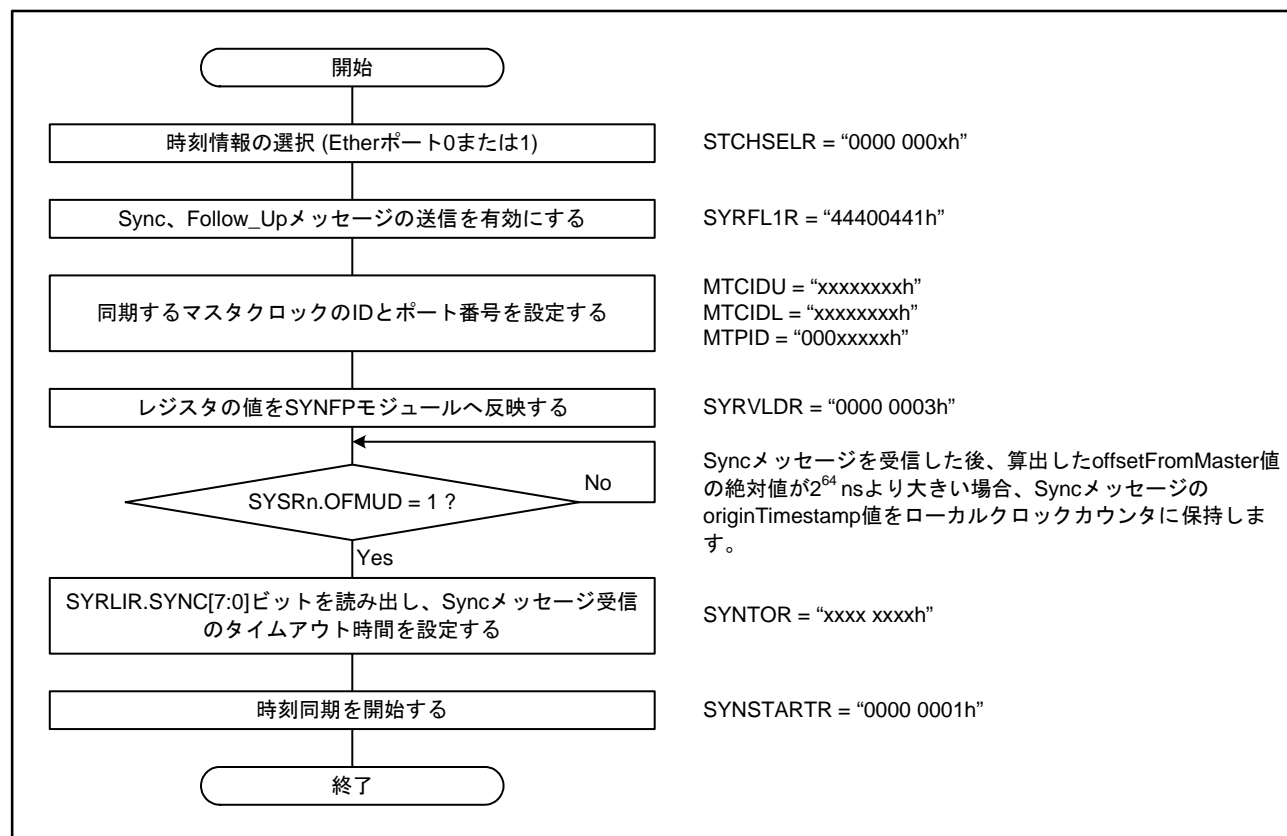 開始
時刻情報の選択 (Etherポート0または1)
STCHSELR = “0000 000xh”
Sync、Follow_Upメッセージの送信を有効にする
SYRFL1R = “44400441h”
同期するマスタクロックのIDとポート番号を設定する
MTCIDU = “xxxxxxxxh”
MTCIDL = “xxxxxxxxh”
MTPID = “000xxxxxh”
レジスタの値をSYNFPモジュールへ反映する
SYRVLDR = “0000 0003h”
SYSRn.OFMUD = 1 ?
No
Yes
Syncメッセージを受信した後、算出したoffsetFromMaster値
の絶対値が2⁶⁴ nsより大きい場合、Syncメッセージの
originTimestamp値をローカルクロックカウンタに保持しま
す。
SYRLIR.SYNC[7:0]ビットを読み出し、Syncメッセージ受信
のタイムアウト時間を設定する
SYNTOR = “xxxx xxxxh”
時刻同期を開始する
SYNSTARTR = “0000 0001h”
終了